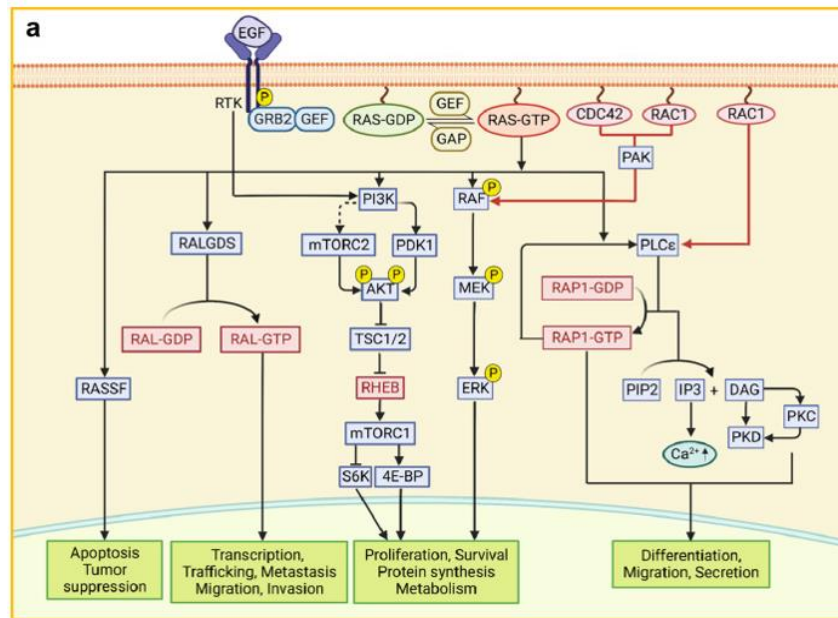 a
EGF
RTK
P
GRB2
GEF
RAS-GDP
GEF
GAP
RAS-GTP
CDC42
RAC1
RAC1
PAK
PI3K
RAF
P
RALGDS
mTORC2
PDK1
PLCε
P
P
AKT
MEK
P
RAP1-GDP
RAL-GDP
RAL-GTP
TSC1/2
RAP1-GTP
RASSF
RHEB
ERK
P
PIP2
IP3
+
DAG
PKC
mTORC1
PKD
Ca²⁺
S6K
4E-BP
Apoptosis
Tumor
suppression
Transcription,
Trafficking, Metastasis
Migration, Invasion
Proliferation, Survival
Protein synthesis
Metabolism
Differentiation,
Migration, Secretion